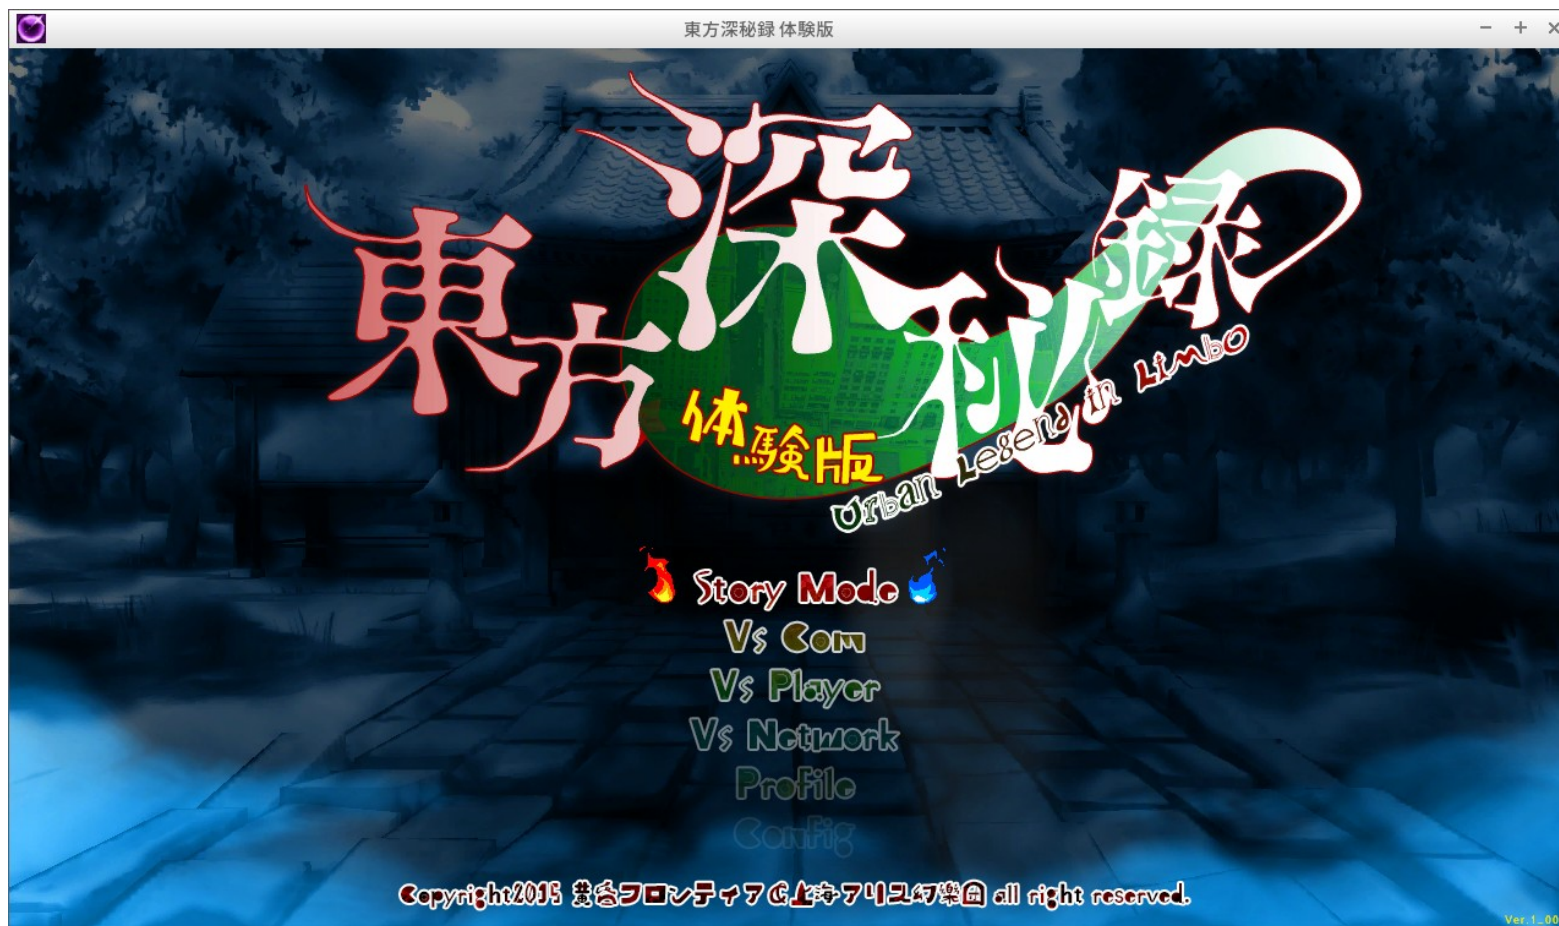 東方深秘録 体験版
東方深秘録
体験版
Urban Legend in Limbo
Story Mode
Vs Com
Vs Player
Vs Network
Profile
Config
Copyright2015 黄昏フロンティア&上海アリス幻樂団 all right reserved.
Ver.1_00